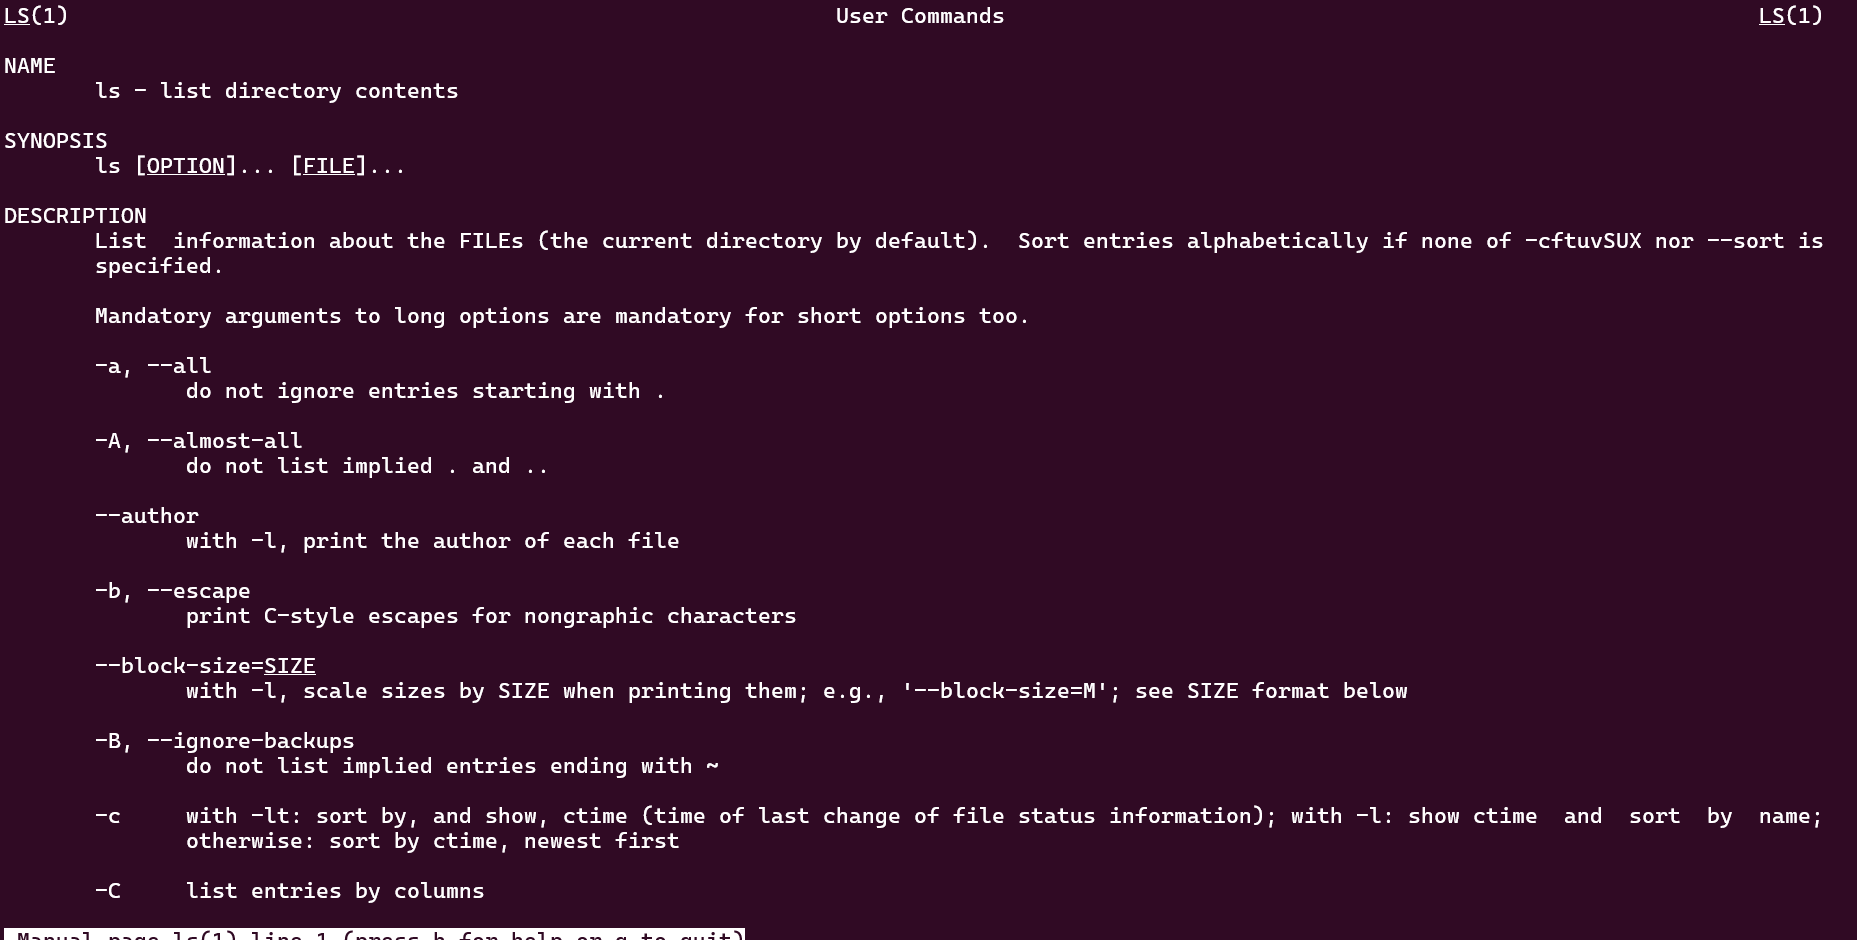 LS(1) User Commands LS(1)
NAME
ls - list directory contents
SYNOPSIS
ls [OPTION]... [FILE]...
DESCRIPTION
List  information about the FILEs (the current directory by default).  Sort entries alphabetically if none of -cftuvSUX nor --sort is
specified.
Mandatory arguments to long options are mandatory for short options too.
-a, --all
do not ignore entries starting with .
-A, --almost-all
do not list implied . and ..
--author
with -l, print the author of each file
-b, --escape
print C-style escapes for nongraphic characters
--block-size=SIZE
with -l, scale sizes by SIZE when printing them; e.g., '--block-size=M'; see SIZE format below
-B, --ignore-backups
do not list implied entries ending with ~
-c     with -lt: sort by, and show, ctime (time of last change of file status information); with -l: show ctime  and  sort  by  name;
otherwise: sort by ctime, newest first
-C     list entries by columns
Manual page ls(1) line 1 (press h for help or q to quit)